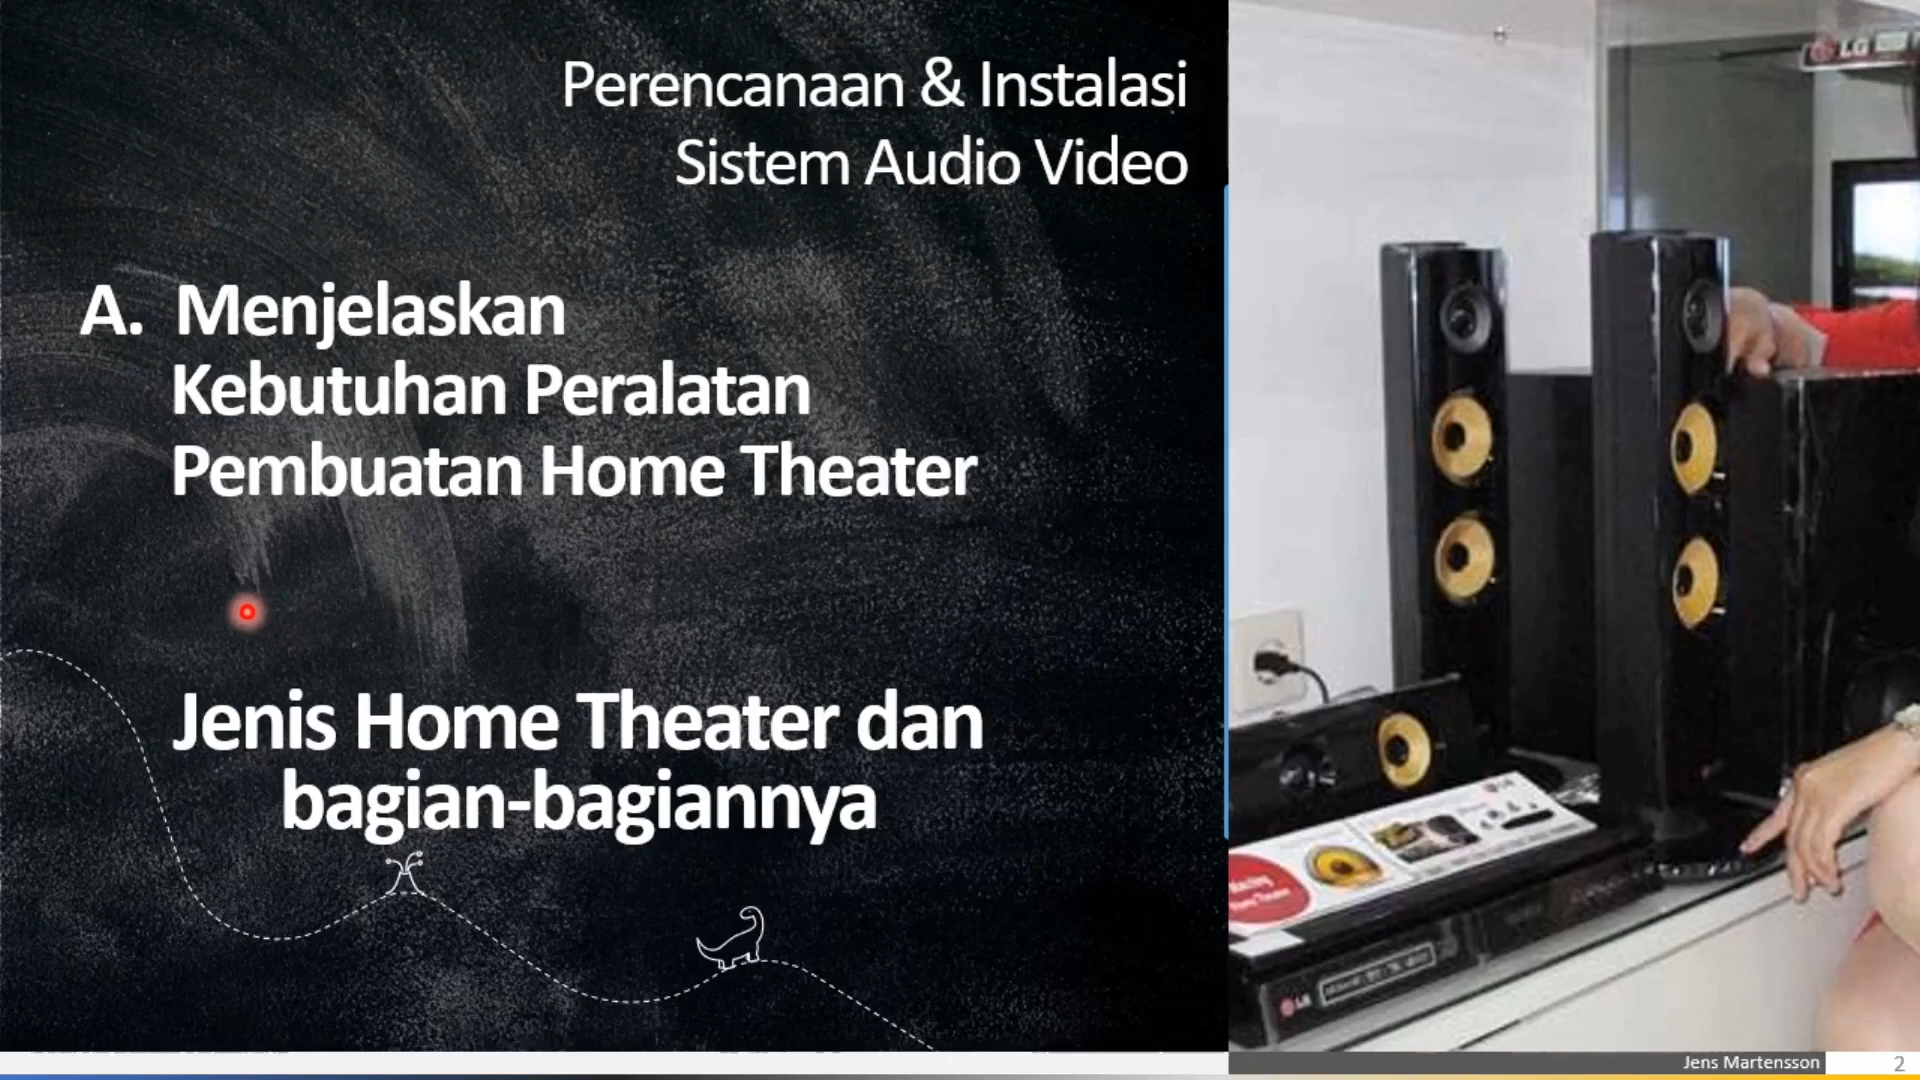 Perencanaan & Instalasi
Sistem Audio Video
A. Menjelaskan
Kebutuhan Peralatan
Pembuatan Home Theater
Jenis Home Theater dan
bagian-bagiannya
LG
LG
Jens Martensson
2